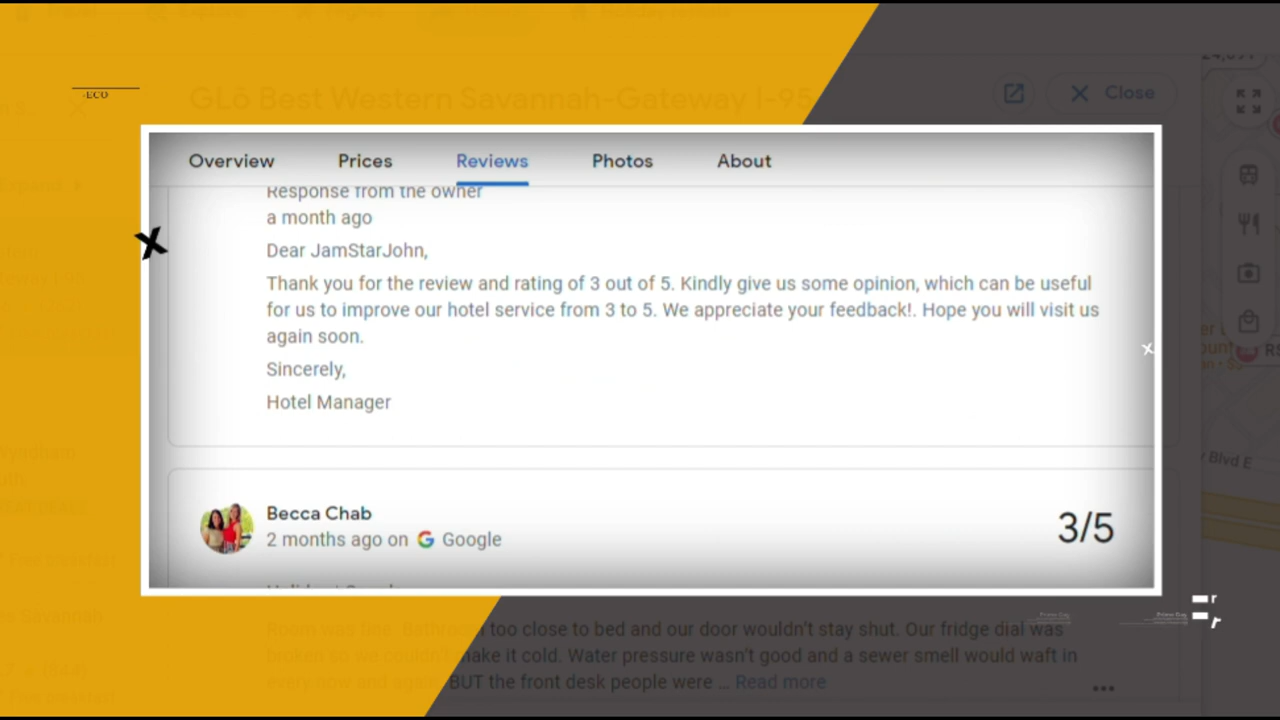 -ECO
GLô Best Western Savannah-Gateway I-95
Close
Overview Prices Reviews Photos About
Response from the owner
a month ago
Dear JamStarJohn,
Thank you for the review and rating of 3 out of 5. Kindly give us some opinion, which can be useful
for us to improve our hotel service from 3 to 5. We appreciate your feedback!. Hope you will visit us
again soon.
Sincerely,
Hotel Manager
Blvd E
Becca Chab
3/5
2 months ago on Google
Room was fine. Bathroom too close to bed and our door wouldn't stay shut. Our fridge dial was
broken so we couldn't make it cold. Water pressure wasn't good and a sewer smell would waft in
every now and again. BUT the front desk people were ... Read more
Free breakfast